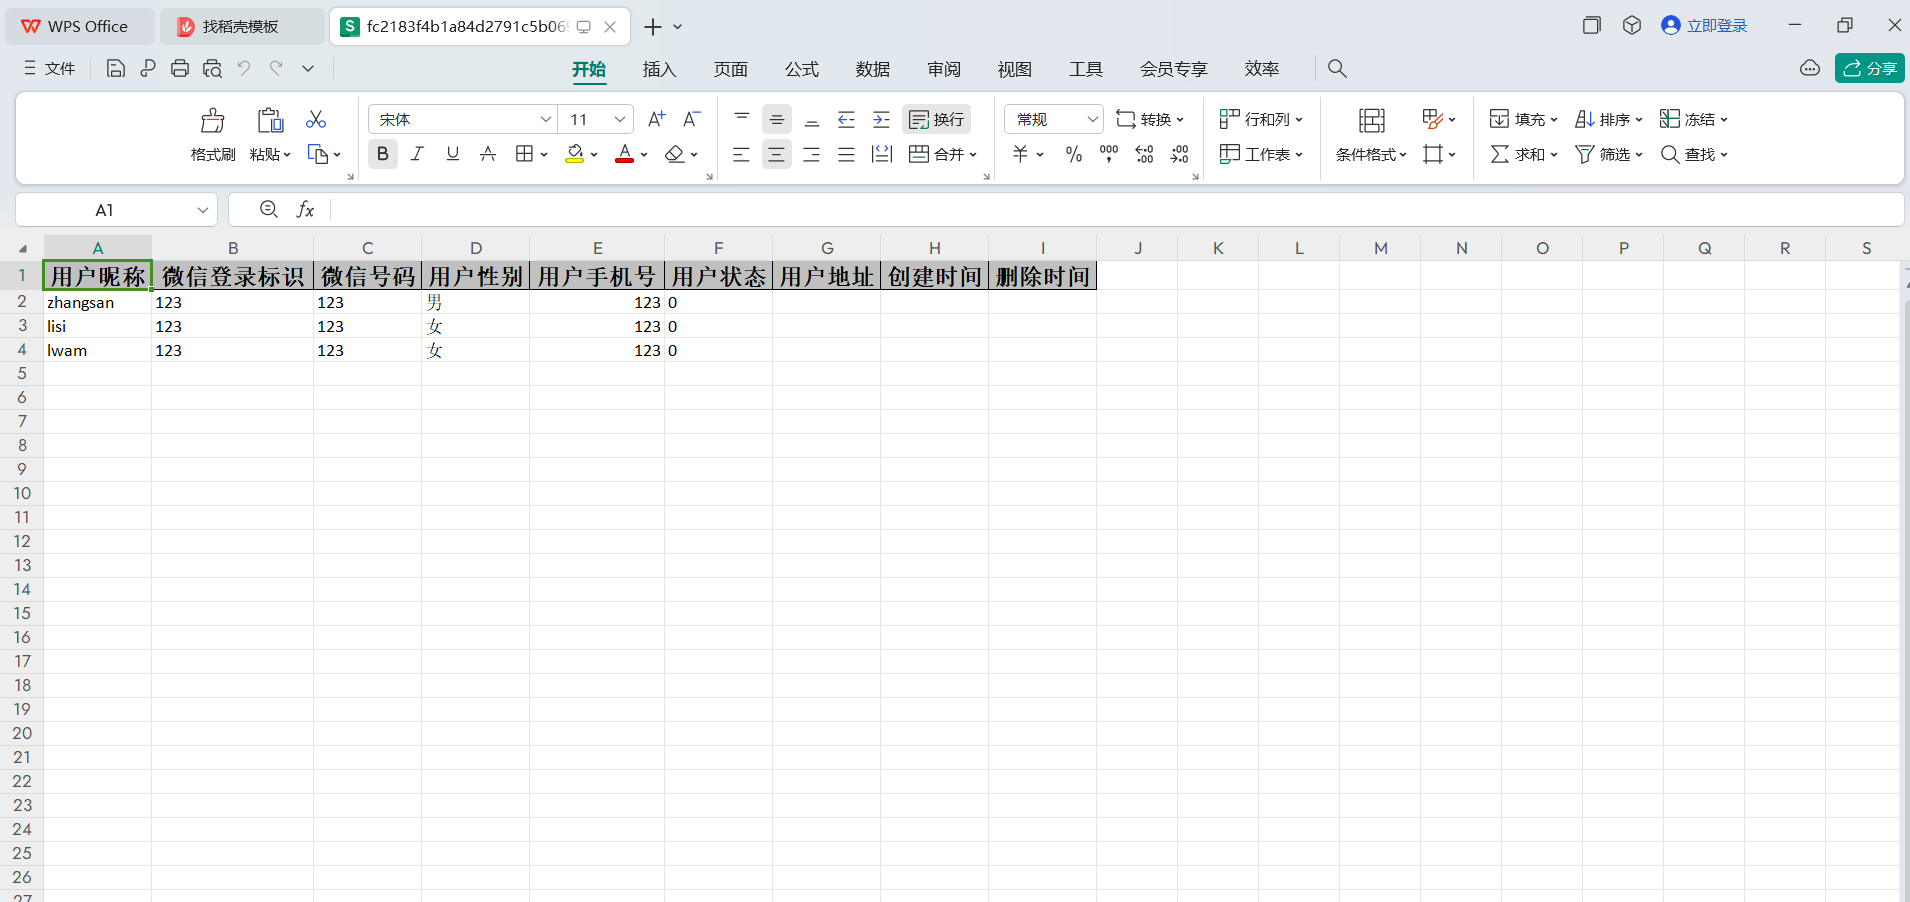 WPS Office 找稻壳模板 fc2183f4b1a84d2791c5b06 立即登录
文件 开始 插入 页面 公式 数据 审阅 视图 工具 会员专享 效率 分享
宋体 11 换行 常规 转换 行和列 填充 排序 冻结
格式刷 粘贴 B I U A A 合并 羊 % 000 工作表 条件格式 求和 筛选 查找
A1 fx
A B C D E F G H I J K L M N O P Q R S
1 用户昵称 微信登录标识 微信号码 用户性别 用户手机号 用户状态 用户地址 创建时间 删除时间
2 zhangsan 123 123 男 123 0
3 lisi 123 123 女 123 0
4 lwam 123 123 女 123 0
5
6
7
8
9
10
11
12
13
14
15
16
17
18
19
20
21
22
23
24
25
26
27